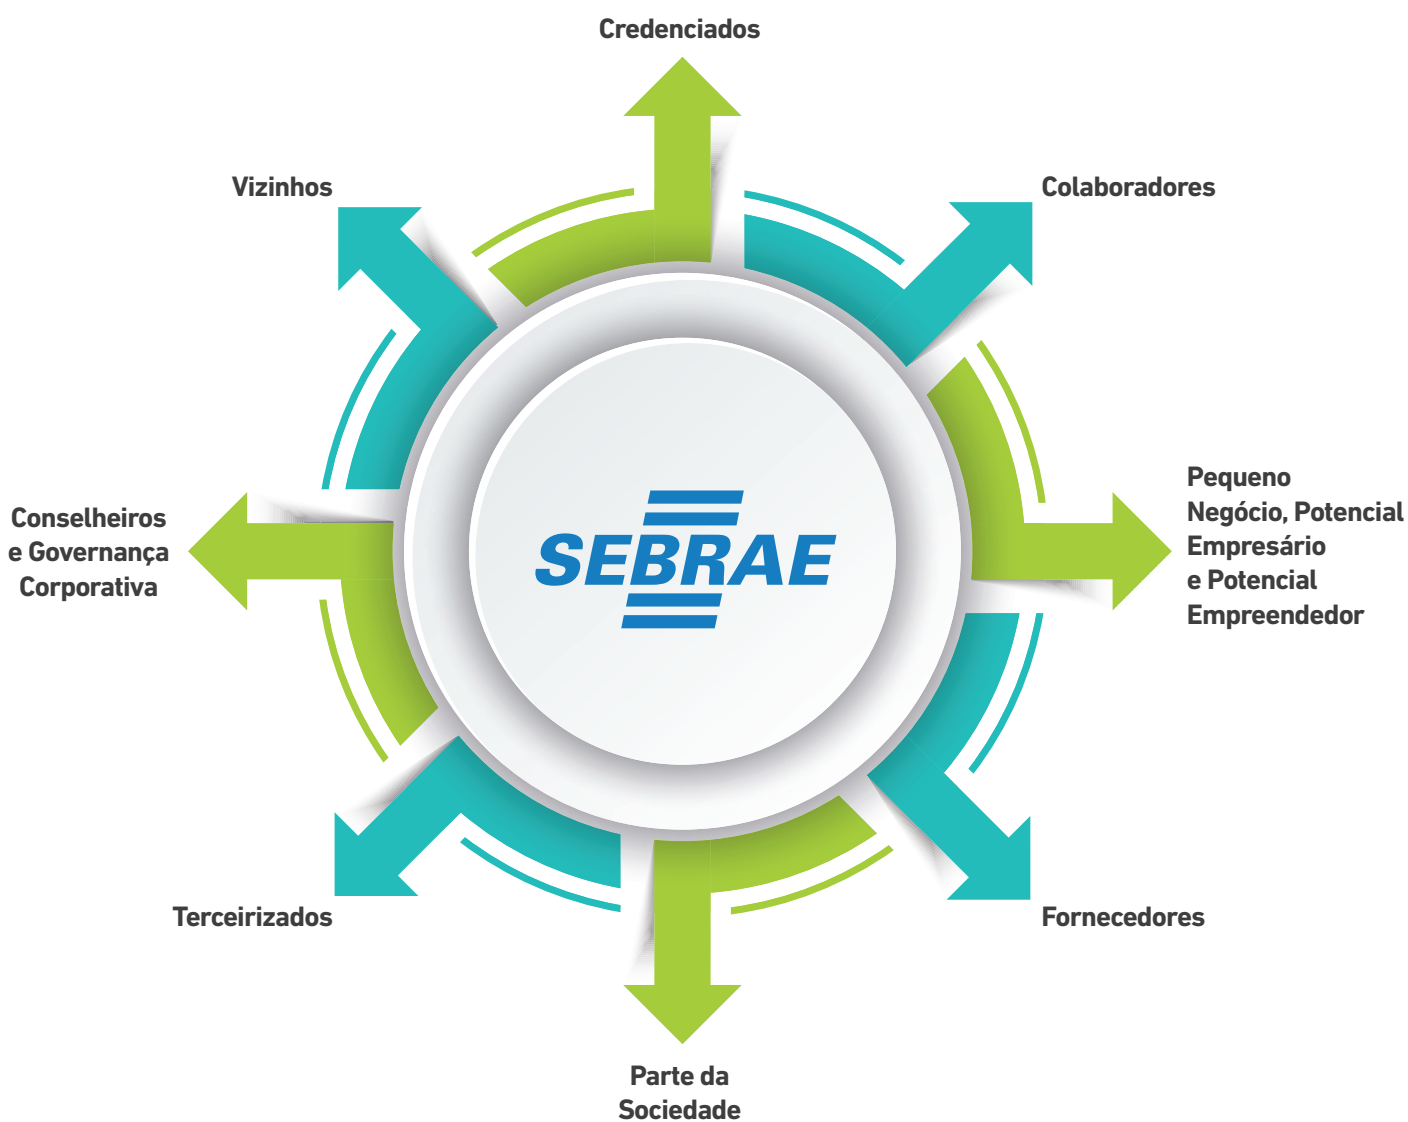 Credenciados
Vizinhos
Colaboradores
Conselheiros
e Governança
Corporativa
SEBRAE
Pequeno
Negócio, Potencial
Empresário
e Potencial
Empreendedor
Terceirizados
Fornecedores
Parte da
Sociedade